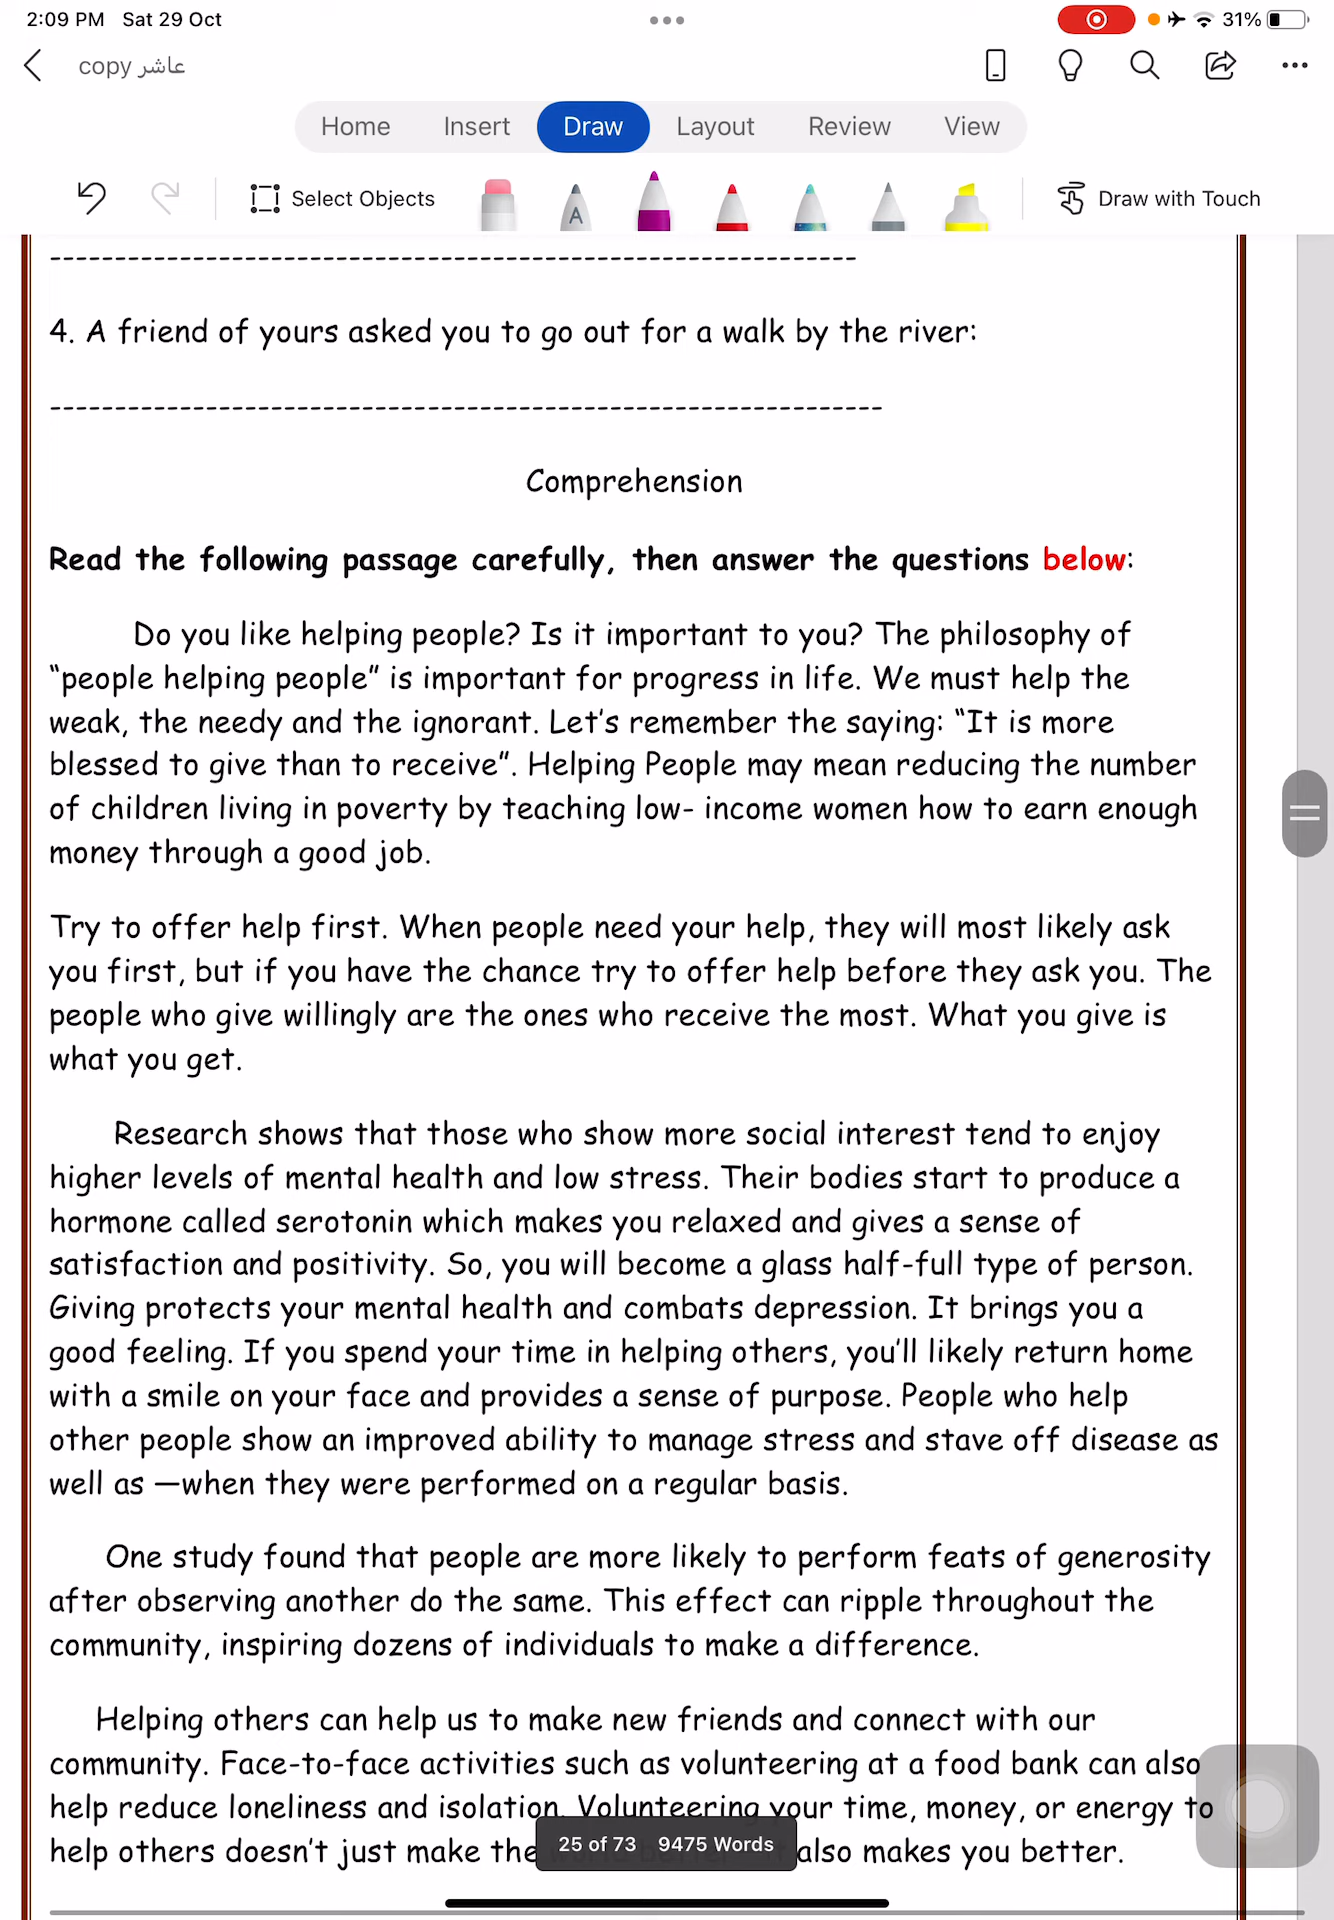 2:09 PM Sat 29 Oct
31%
copy عاشر
Home Insert Draw Layout Review View
Select Objects
A
Draw with Touch
4. A friend of yours asked you to go out for a walk by the river:
Comprehension
Read the following passage carefully, then answer the questions below:
Do you like helping people? Is it important to you? The philosophy of
“people helping people” is important for progress in life. We must help the
weak, the needy and the ignorant. Let’s remember the saying: “It is more
blessed to give than to receive”. Helping People may mean reducing the number
of children living in poverty by teaching low- income women how to earn enough
money through a good job.
Try to offer help first. When people need your help, they will most likely ask
you first, but if you have the chance try to offer help before they ask you. The
people who give willingly are the ones who receive the most. What you give is
what you get.
Research shows that those who show more social interest tend to enjoy
higher levels of mental health and low stress. Their bodies start to produce a
hormone called serotonin which makes you relaxed and gives a sense of
satisfaction and positivity. So, you will become a glass half-full type of person.
Giving protects your mental health and combats depression. It brings you a
good feeling. If you spend your time in helping others, you’ll likely return home
with a smile on your face and provides a sense of purpose. People who help
other people show an improved ability to manage stress and stave off disease as
well as —when they were performed on a regular basis.
One study found that people are more likely to perform feats of generosity
after observing another do the same. This effect can ripple throughout the
community, inspiring dozens of individuals to make a difference.
Helping others can help us to make new friends and connect with our
community. Face-to-face activities such as volunteering at a food bank can also
help reduce loneliness and isolation. Volunteering your time, money, or energy to
help others doesn’t just make the also makes you better.
25 of 73 9475 Words